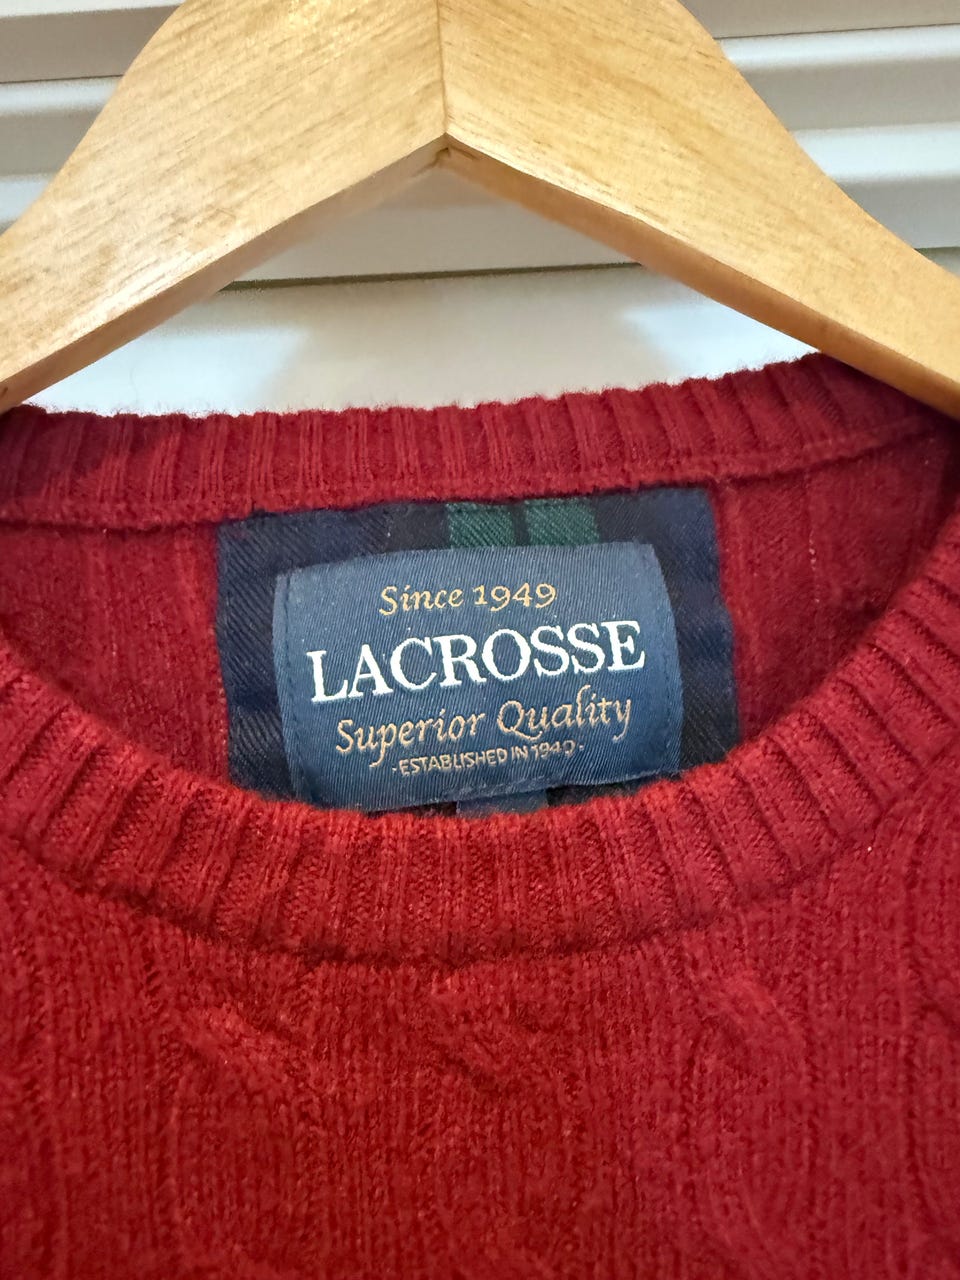 Since 1949
LACROSSE
Superior Quality
-ESTABLISHED IN 1949-